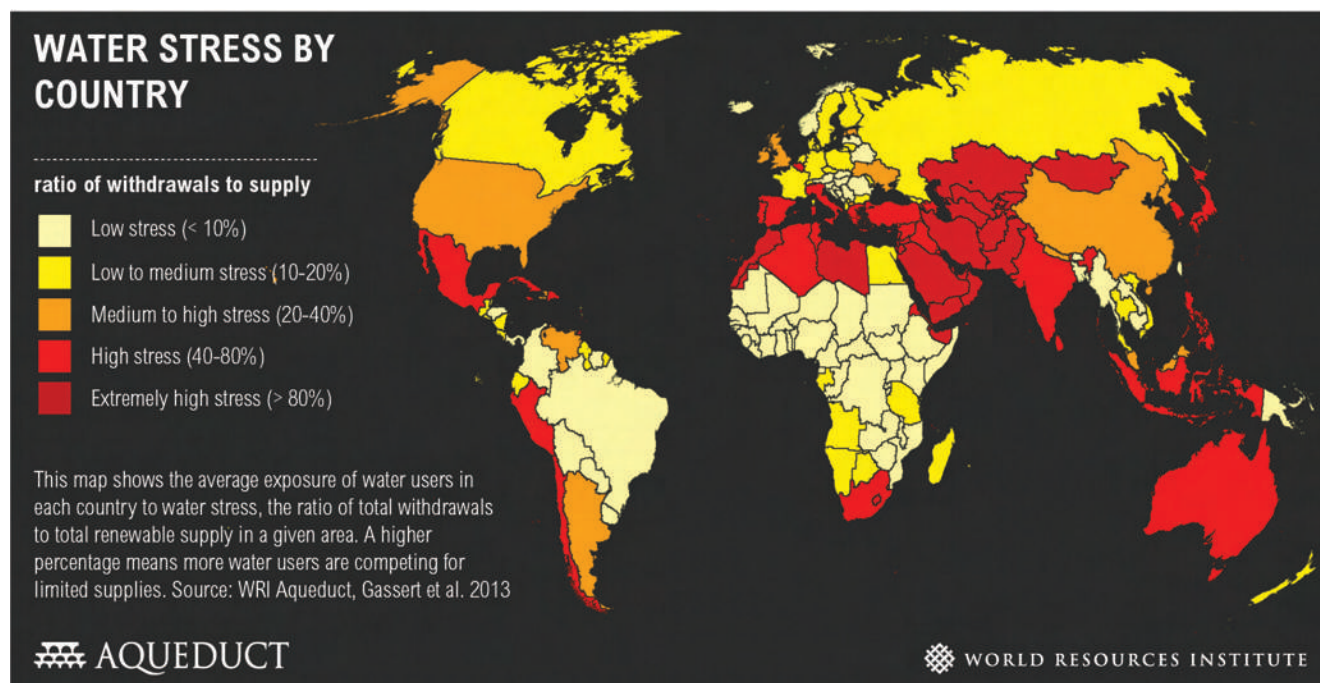 WATER STRESS BY
COUNTRY
ratio of withdrawals to supply
Low stress (< 10%)
Low to medium stress (10-20%)
Medium to high stress (20-40%)
High stress (40-80%)
Extremely high stress (> 80%)
This map shows the average exposure of water users in
each country to water stress, the ratio of total withdrawals
to total renewable supply in a given area. A higher
percentage means more water users are competing for
limited supplies. Source: WRI Aqueduct, Gassert et al. 2013
AQUEDUCT
WORLD RESOURCES INSTITUTE